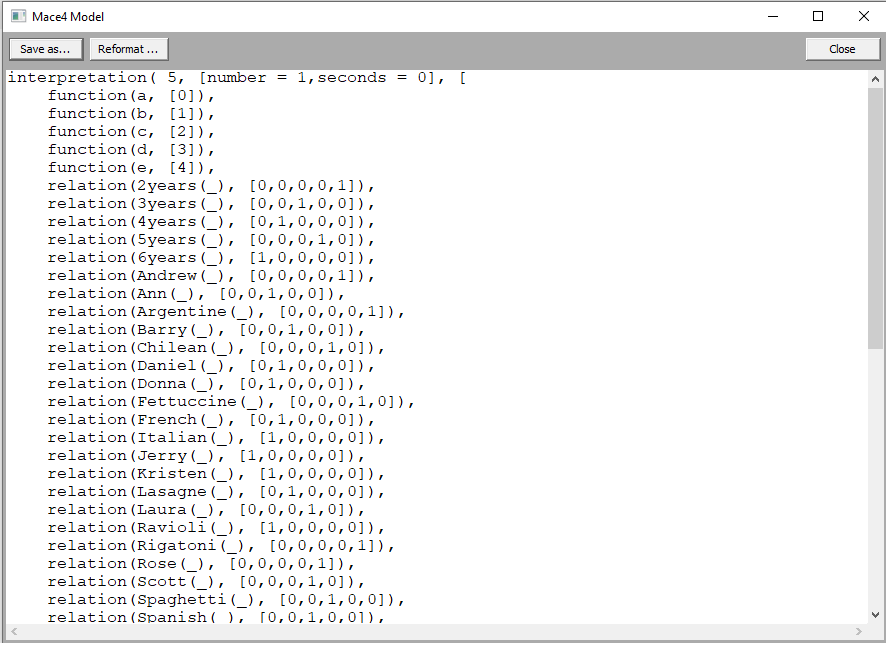 Mace4 Model
Save as... Reformat ... Close
interpretation( 5, [number = 1,seconds = 0], [
function(a, [0]),
function(b, [1]),
function(c, [2]),
function(d, [3]),
function(e, [4]),
relation(2years(_), [0,0,0,0,1]),
relation(3years(_), [0,0,1,0,0]),
relation(4years(_), [0,1,0,0,0]),
relation(5years(_), [0,0,0,1,0]),
relation(6years(_), [1,0,0,0,0]),
relation(Andrew(_), [0,0,0,0,1]),
relation(Ann(_), [0,0,1,0,0]),
relation(Argentine(_), [0,0,0,0,1]),
relation(Barry(_), [0,0,1,0,0]),
relation(Chilean(_), [0,0,0,1,0]),
relation(Daniel(_), [0,1,0,0,0]),
relation(Donna(_), [0,1,0,0,0]),
relation(Fettuccine(_), [0,0,0,1,0]),
relation(French(_), [0,1,0,0,0]),
relation(Italian(_), [1,0,0,0,0]),
relation(Jerry(_), [1,0,0,0,0]),
relation(Kristen(_), [1,0,0,0,0]),
relation(Lasagne(_), [0,1,0,0,0]),
relation(Laura(_), [0,0,0,1,0]),
relation(Ravioli(_), [1,0,0,0,0]),
relation(Rigatoni(_), [0,0,0,0,1]),
relation(Rose(_), [0,0,0,0,1]),
relation(Scott(_), [0,0,0,1,0]),
relation(Spaghetti(_), [0,0,1,0,0]),
relation(Spanish(_), [0,0,1,0,0]),